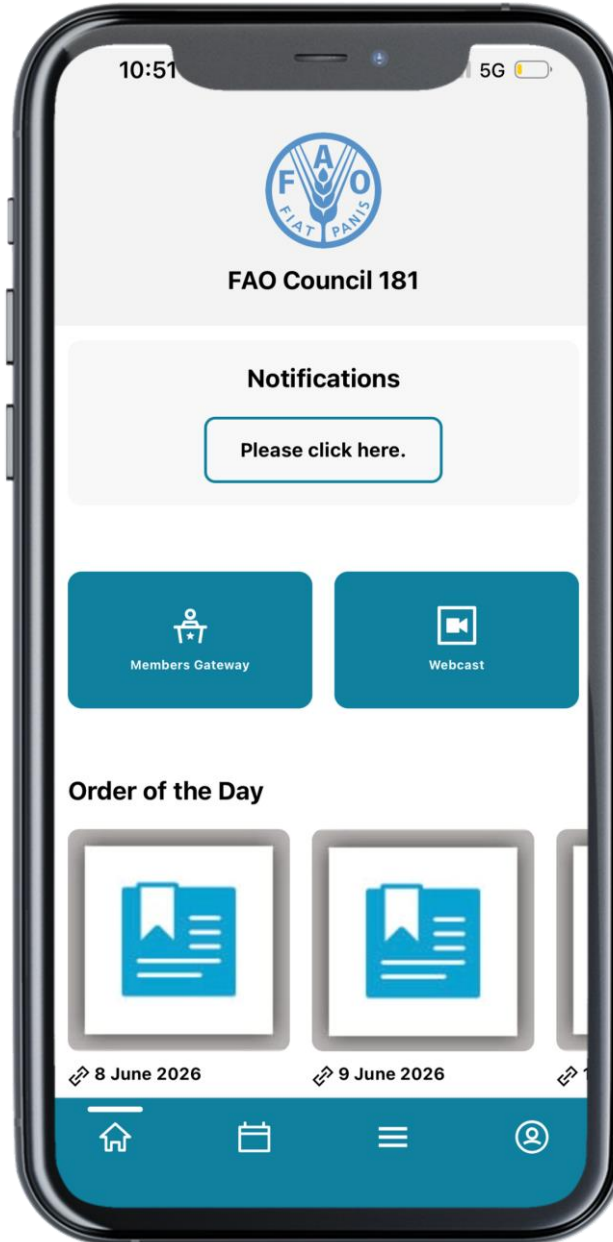 10:51
5G
F A O
FIAT PANIS
FAO Council 181
Notifications
Please click here.
Members Gateway
Webcast
Order of the Day
8 June 2026
9 June 2026
1